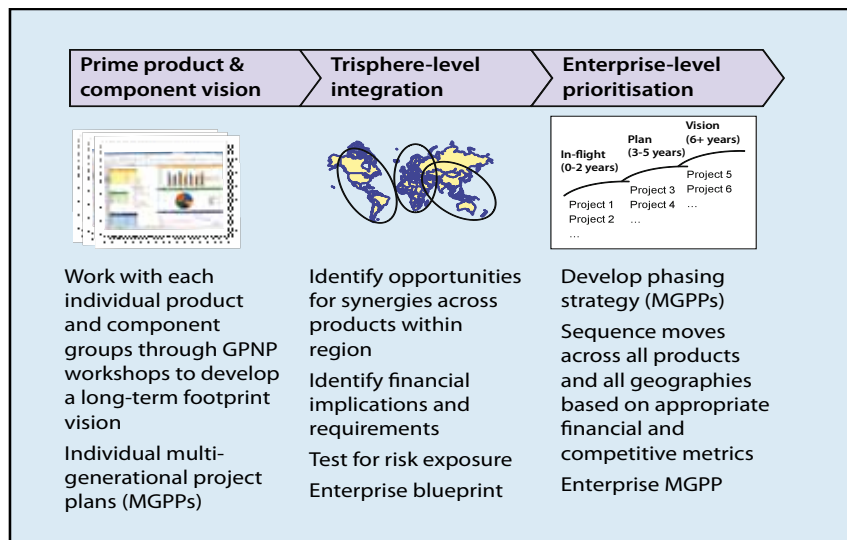 Prime product &
component vision
Trisphere-level
integration
Enterprise-level
prioritisation
In-flight
(0-2 years)
Plan
(3-5 years)
Vision
(6+ years)
Project 1
Project 2
...
Project 3
Project 4
...
Project 5
Project 6
...
Work with each
individual product
and component
groups through GPNP
workshops to develop
a long-term footprint
vision
Individual multi-
generational project
plans (MGPPs)
Identify opportunities
for synergies across
products within
region
Identify financial
implications and
requirements
Test for risk exposure
Enterprise blueprint
Develop phasing
strategy (MGPPs)
Sequence moves
across all products
and all geographies
based on appropriate
financial and
competitive metrics
Enterprise MGPP